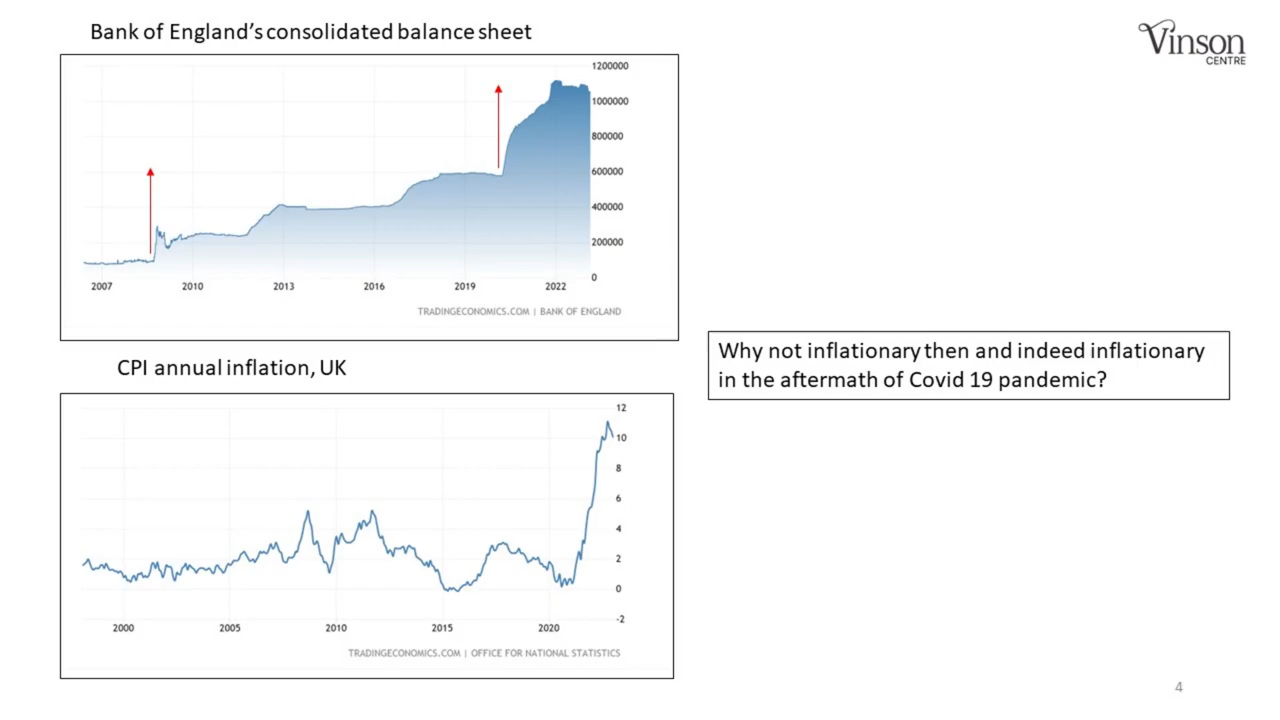 Bank of England's consolidated balance sheet
Vinson
CENTRE
1200000
1000000
800000
600000
400000
200000
0
2007 2010 2013 2016 2019 2022
TRADINGECONOMICS.COM | BANK OF ENGLAND
CPI annual inflation, UK
Why not inflationary then and indeed inflationary
in the aftermath of Covid 19 pandemic?
12
10
8
6
4
2
0
-2
2000 2005 2010 2015 2020
TRADINGECONOMICS.COM | OFFICE FOR NATIONAL STATISTICS
4